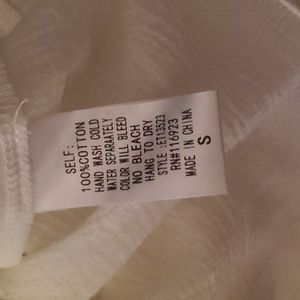 SELF:
100%COTTON
HAND WASH COLD
WATER SEPARATELY
COLOR WILL BLEED
NO BLEACH
HANG TO DRY
STYLE :ET13523
RN#116923
MADE IN CHINA
S